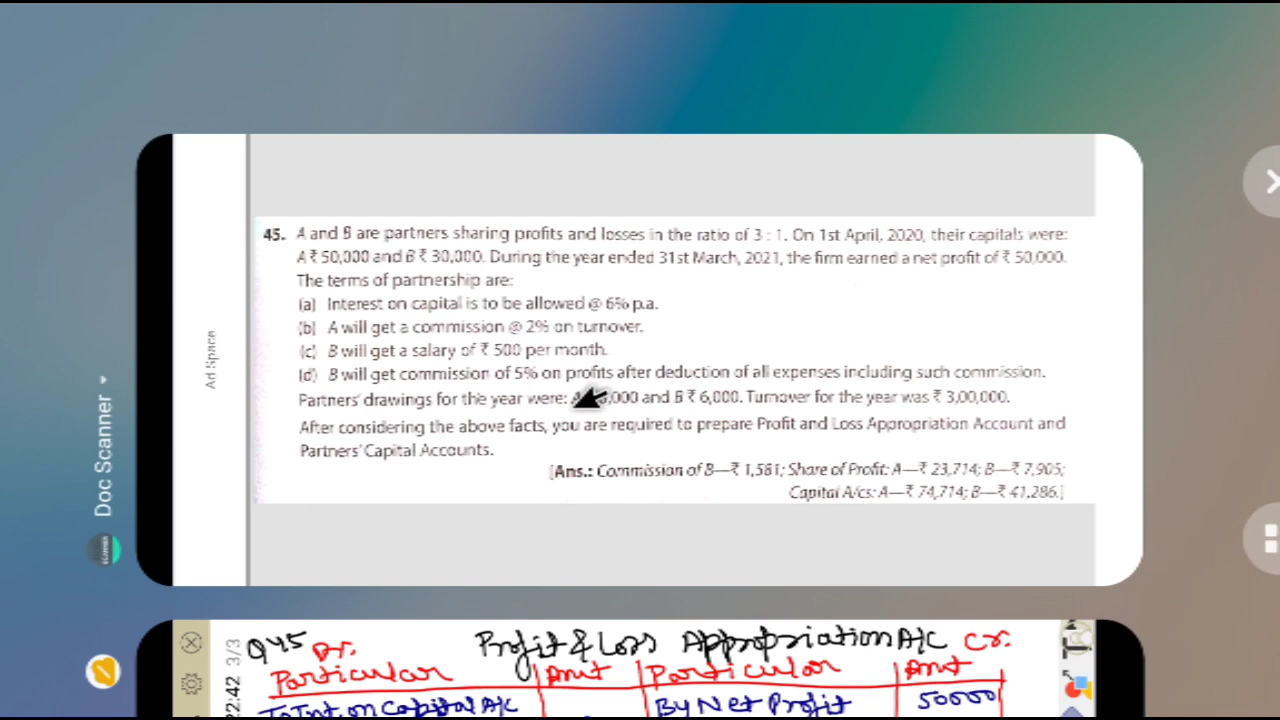 45. A and B are partners sharing profits and losses in the ratio of 3 : 1. On 1st April, 2020, their capitals were:
A ₹ 50,000 and B ₹ 30,000. During the year ended 31st March, 2021, the firm earned a net profit of ₹ 50,000.
The terms of partnership are:
(a) Interest on capital is to be allowed @ 6% p.a.
(b) A will get a commission @ 2% on turnover.
(c) B will get a salary of ₹ 500 per month.
(d) B will get commission of 5% on profits after deduction of all expenses including such commission.
Partners' drawings for the year were: ,000 and B ₹ 6,000. Turnover for the year was ₹ 3,00,000.
After considering the above facts, you are required to prepare Profit and Loss Appropriation Account and
Partners' Capital Accounts.
[Ans.: Commission of B—₹ 1,581; Share of Profit: A—₹ 23,714; B—₹ 7,905;
Capital A/cs: A—₹ 74,714; B—₹ 41,286.]
Ad Space
Doc Scanner
SCANNER
22:42 3/3
Q45 Dr. Profit & Loss Appropriation A/c Cr.
Particular Amt Particular Amt
To Int. on Capital A/c By Net Profit 50000